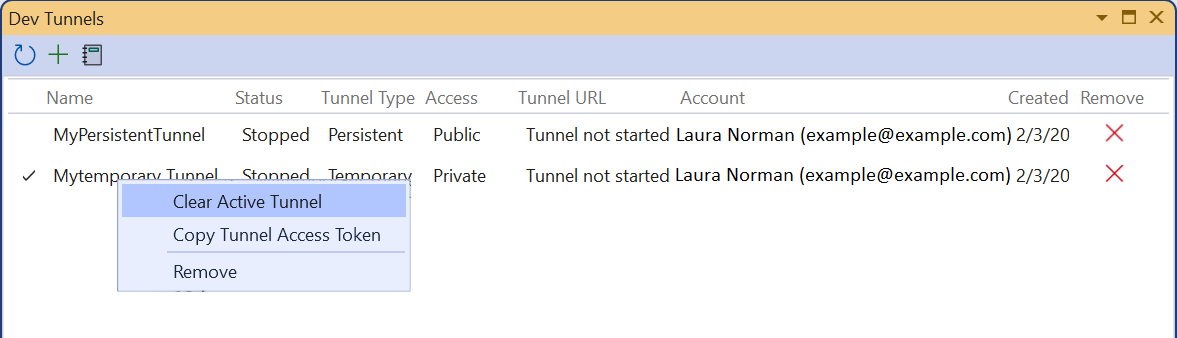 Dev Tunnels
Name Status Tunnel Type Access Tunnel URL Account Created Remove
MyPersistentTunnel Stopped Persistent Public Tunnel not started Laura Norman (example@example.com) 2/3/20
Mytemporary Tunnel Stopped Temporary Private Tunnel not started Laura Norman (example@example.com) 2/3/20
Clear Active Tunnel
Copy Tunnel Access Token
Remove